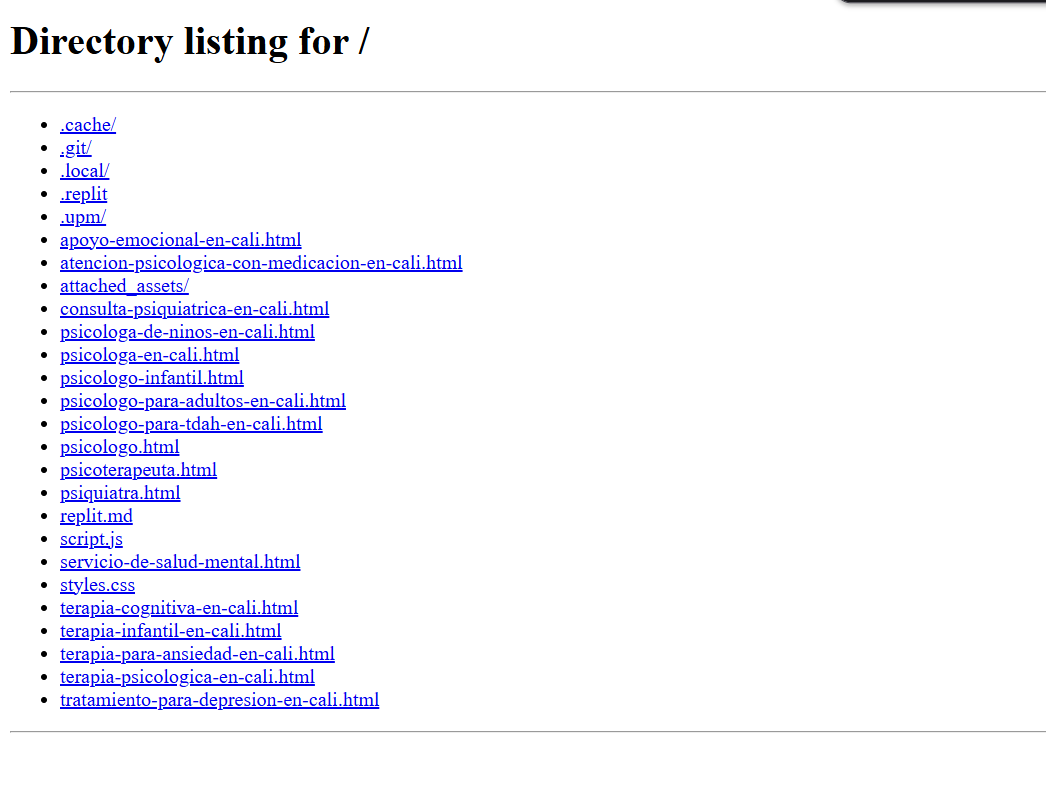 Directory listing for /
.cache/
.git/
.local/
.replit
.upm/
apoyo-emocional-en-cali.html
atencion-psicologica-con-medicacion-en-cali.html
attached_assets/
consulta-psiquiatrica-en-cali.html
psicologa-de-ninos-en-cali.html
psicologa-en-cali.html
psicologo-infantil.html
psicologo-para-adultos-en-cali.html
psicologo-para-tdah-en-cali.html
psicologo.html
psicoterapeuta.html
psiquiatra.html
replit.md
script.js
servicio-de-salud-mental.html
styles.css
terapia-cognitiva-en-cali.html
terapia-infantil-en-cali.html
terapia-para-ansiedad-en-cali.html
terapia-psicologica-en-cali.html
tratamiento-para-depresion-en-cali.html